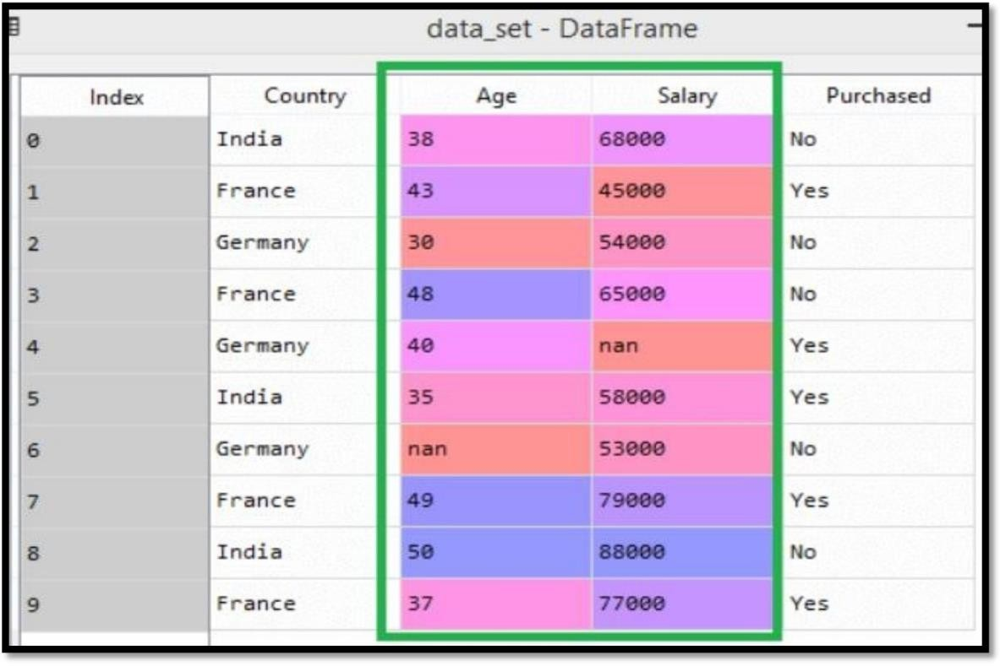 data_set - DataFrame
Index Country Age Salary Purchased
0 India 38 68000 No
1 France 43 45000 Yes
2 Germany 30 54000 No
3 France 48 65000 No
4 Germany 40 nan Yes
5 India 35 58000 Yes
6 Germany nan 53000 No
7 France 49 79000 Yes
8 India 50 88000 No
9 France 37 77000 Yes